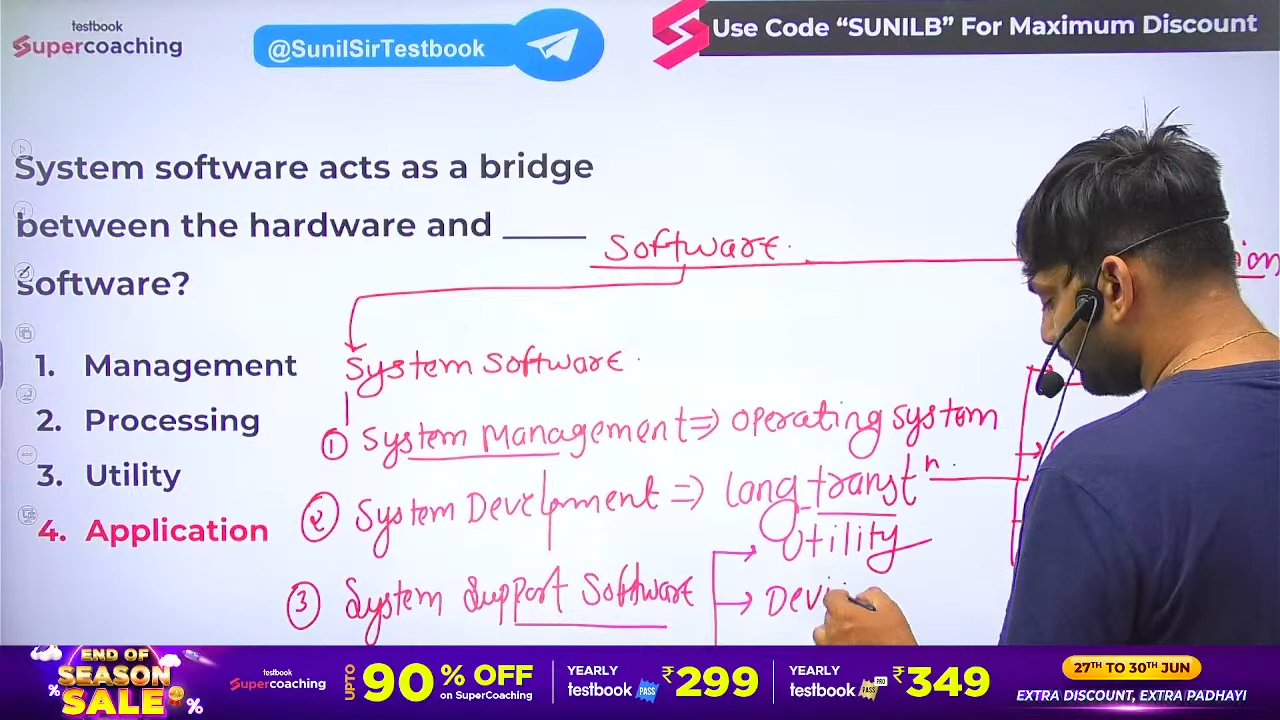 testbook
Supercoaching
@SunilSirTestbook
Use Code “SUNILB” For Maximum Discount
System software acts as a bridge
between the hardware and _____
software?
1. Management
2. Processing
3. Utility
4. Application
Software.
ion
System Software.
① System Management ⇒ Operating System
② System Development ⇒ Lang transtⁿ.
③ System Support Software
Utility
Devi
END OF
SEASON
SALE
testbook
Supercoaching
UPTO 90% OFF
on SuperCoaching
YEARLY
testbook PASS ₹299
YEARLY
testbook PASS PRO ₹349
27TH TO 30TH JUN
EXTRA DISCOUNT, EXTRA PADHAYI